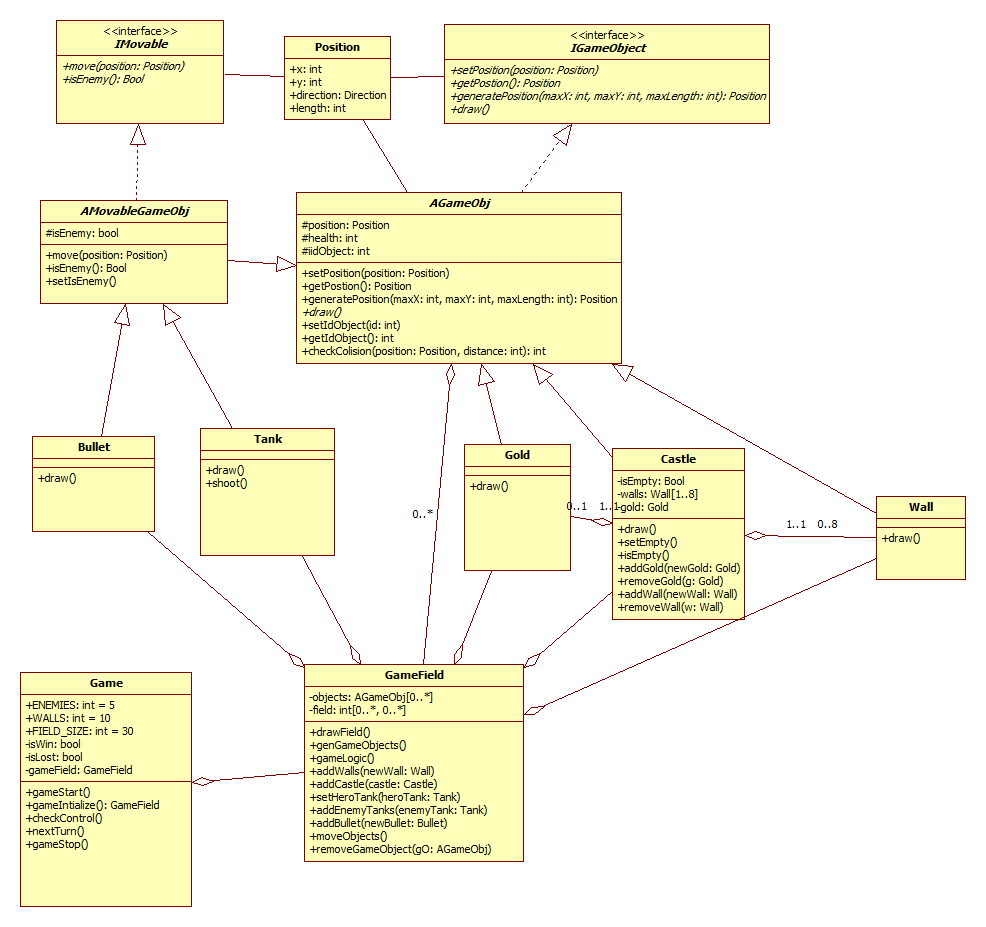 <<interface>>
IMovable
+move(position: Position)
+isEnemy(): Bool
Position
+x: int
+y: int
+direction: Direction
+length: int
<<interface>>
IGameObject
+setPosition(position: Position)
+getPostion(): Position
+generatePosition(maxX: int, maxY: int, maxLength: int): Position
+draw()
AMovableGameObj
#isEnemy: bool
+move(position: Position)
+isEnemy(): Bool
+setIsEnemy()
AGameObj
#position: Position
#health: int
#iidObject: int
+setPosition(position: Position)
+getPostion(): Position
+generatePosition(maxX: int, maxY: int, maxLength: int): Position
+draw()
+setIdObject(id: int)
+getIdObject(): int
+checkColision(position: Position, distance: int): int
Bullet
+draw()
Tank
+draw()
+shoot()
Gold
+draw()
Castle
-isEmpty: Bool
-walls: Wall[1..8]
-gold: Gold
+draw()
+setEmpty()
+isEmpty()
+addGold(newGold: Gold)
+removeGold(g: Gold)
+addWall(newWall: Wall)
+removeWall(w: Wall)
Wall
+draw()
0..*
0..1 1..1
1..1 0..8
Game
+ENEMIES: int = 5
+WALLS: int = 10
+FIELD_SIZE: int = 30
-isWin: bool
-isLost: bool
-gameField: GameField
+gameStart()
+gameIntialize(): GameField
+checkControl()
+nextTurn()
+gameStop()
GameField
-objects: AGameObj[0..*]
-field: int[0..*, 0..*]
+drawField()
+genGameObjects()
+gameLogic()
+addWalls(newWall: Wall)
+addCastle(castle: Castle)
+setHeroTank(heroTank: Tank)
+addEnemyTanks(enemyTank: Tank)
+addBullet(newBullet: Bullet)
+moveObjects()
+removeGameObject(gO: AGameObj)